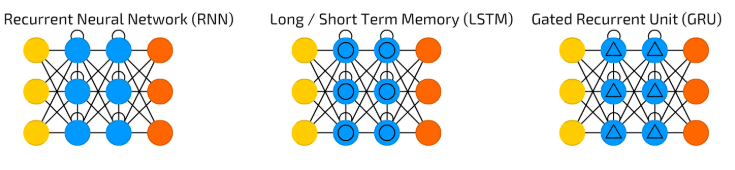 Recurrent Neural Network (RNN)
Long / Short Term Memory (LSTM)
Gated Recurrent Unit (GRU)